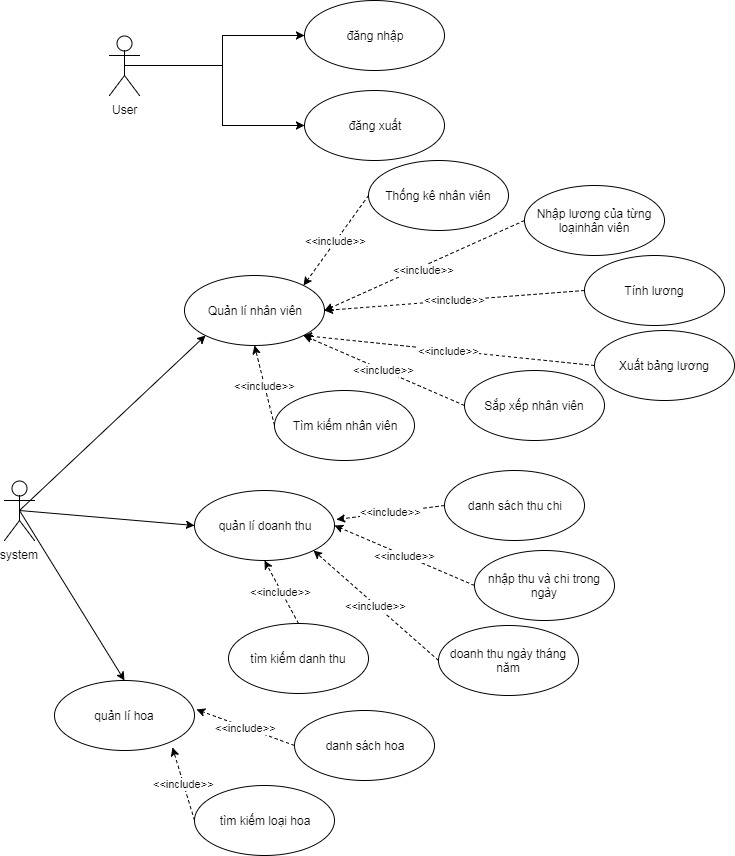 đăng nhập
User
đăng xuất
Thống kê nhân viên
Nhập lương của từng
loạinhân viên
<<include>>
<<include>>
Tính lương
<<include>>
Quản lí nhân viên
<<include>>
Xuất bảng lương
<<include>>
<<include>>
Sắp xếp nhân viên
Tìm kiếm nhân viên
system
danh sách thu chi
<<include>>
quản lí doanh thu
<<include>>
nhập thu và chi trong
ngày
<<include>>
<<include>>
tìm kiếm danh thu
doanh thu ngày tháng
năm
quản lí hoa
<<include>>
danh sách hoa
<<include>>
tìm kiếm loại hoa